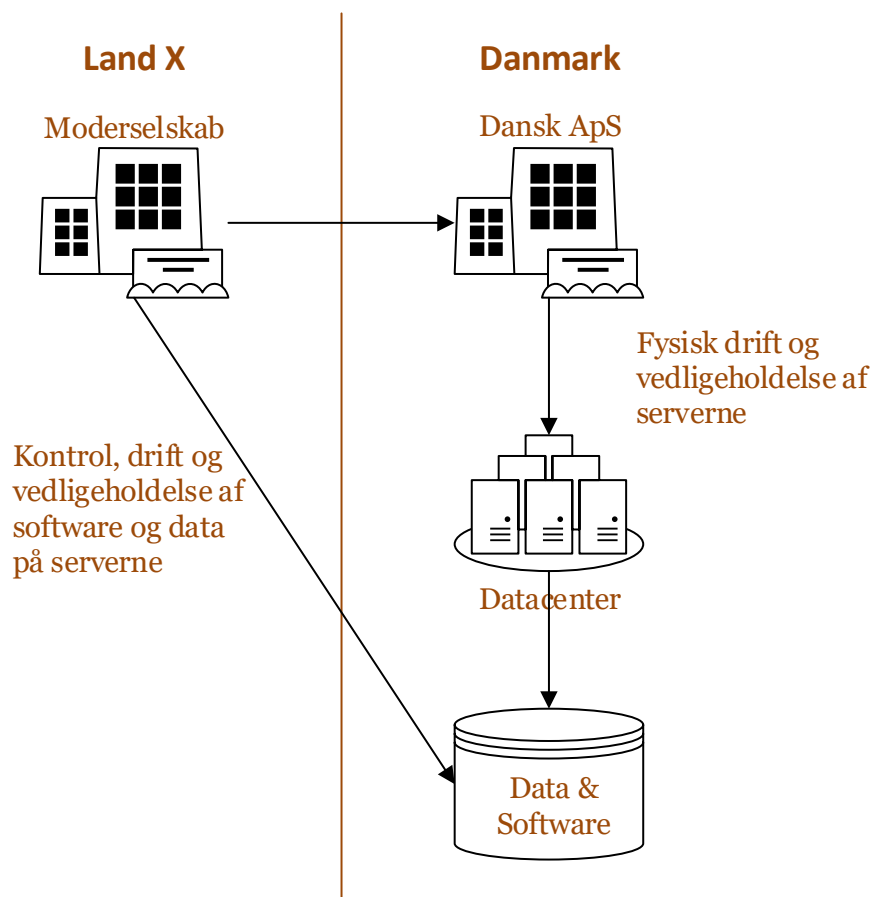 Land X
Danmark
Moderselskab
Dansk ApS
Fysisk drift og
vedligeholdelse af
serverne
Kontrol, drift og
vedligeholdelse af
software og data
på serverne
Datacenter
Data &
Software